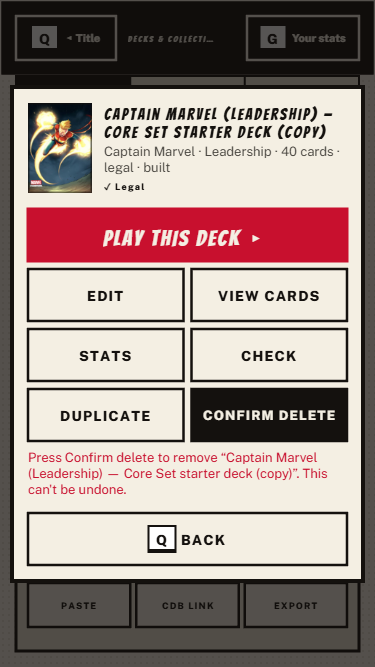 Q ◂ Title
DECKS & COLLECTI…
G Your stats
CAPTAIN MARVEL (LEADERSHIP) —
CORE SET STARTER DECK (COPY)
Captain Marvel · Leadership · 40 cards ·
legal · built
✓ Legal
PLAY THIS DECK ▸
EDIT
VIEW CARDS
STATS
CHECK
DUPLICATE
CONFIRM DELETE
Press Confirm delete to remove “Captain Marvel
(Leadership) — Core Set starter deck (copy)”. This
can't be undone.
Q BACK
PASTE
CDB LINK
EXPORT